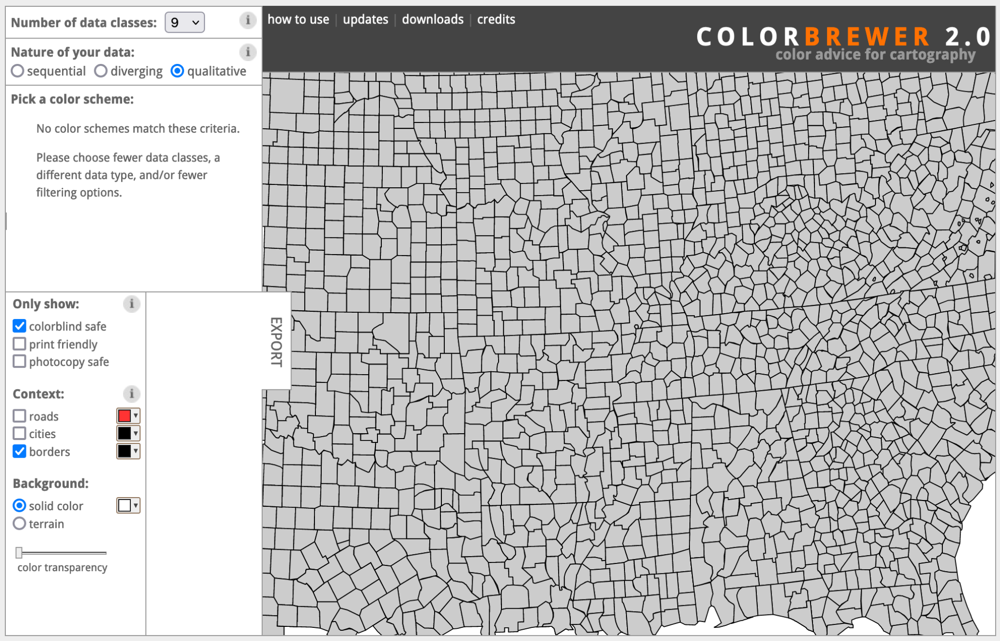 Number of data classes: 9
i
how to use | updates | downloads | credits
COLORBREWER 2.0
color advice for cartography
Nature of your data:
i
sequential diverging qualitative
Pick a color scheme:
No color schemes match these criteria.
Please choose fewer data classes, a
different data type, and/or fewer
filtering options.
Only show:
i
colorblind safe
print friendly
photocopy safe
EXPORT
Context:
i
roads
cities
borders
Background:
solid color
terrain
color transparency